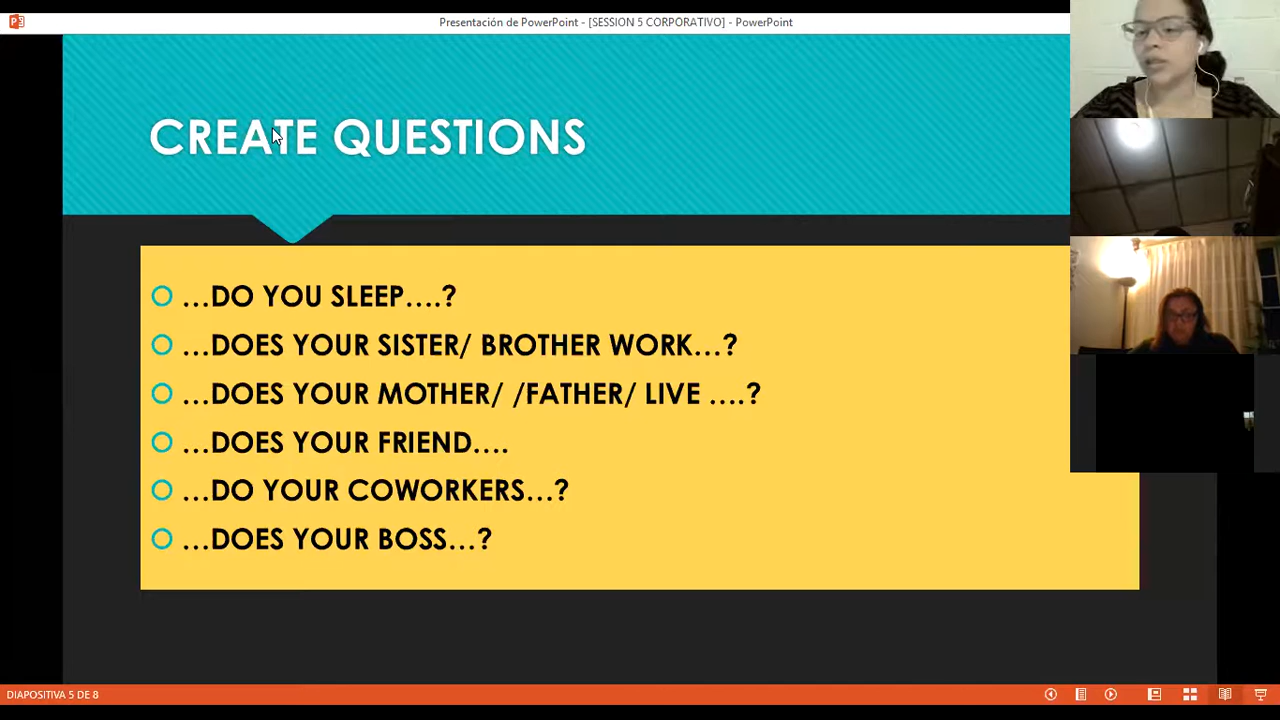 Presentación de PowerPoint - [SESSION 5 CORPORATIVO] - PowerPoint
CREATE QUESTIONS
...DO YOU SLEEP....?
...DOES YOUR SISTER/ BROTHER WORK...?
...DOES YOUR MOTHER/ /FATHER/ LIVE ....?
...DOES YOUR FRIEND....
...DO YOUR COWORKERS...?
...DOES YOUR BOSS...?
DIAPOSITIVA 5 DE 8